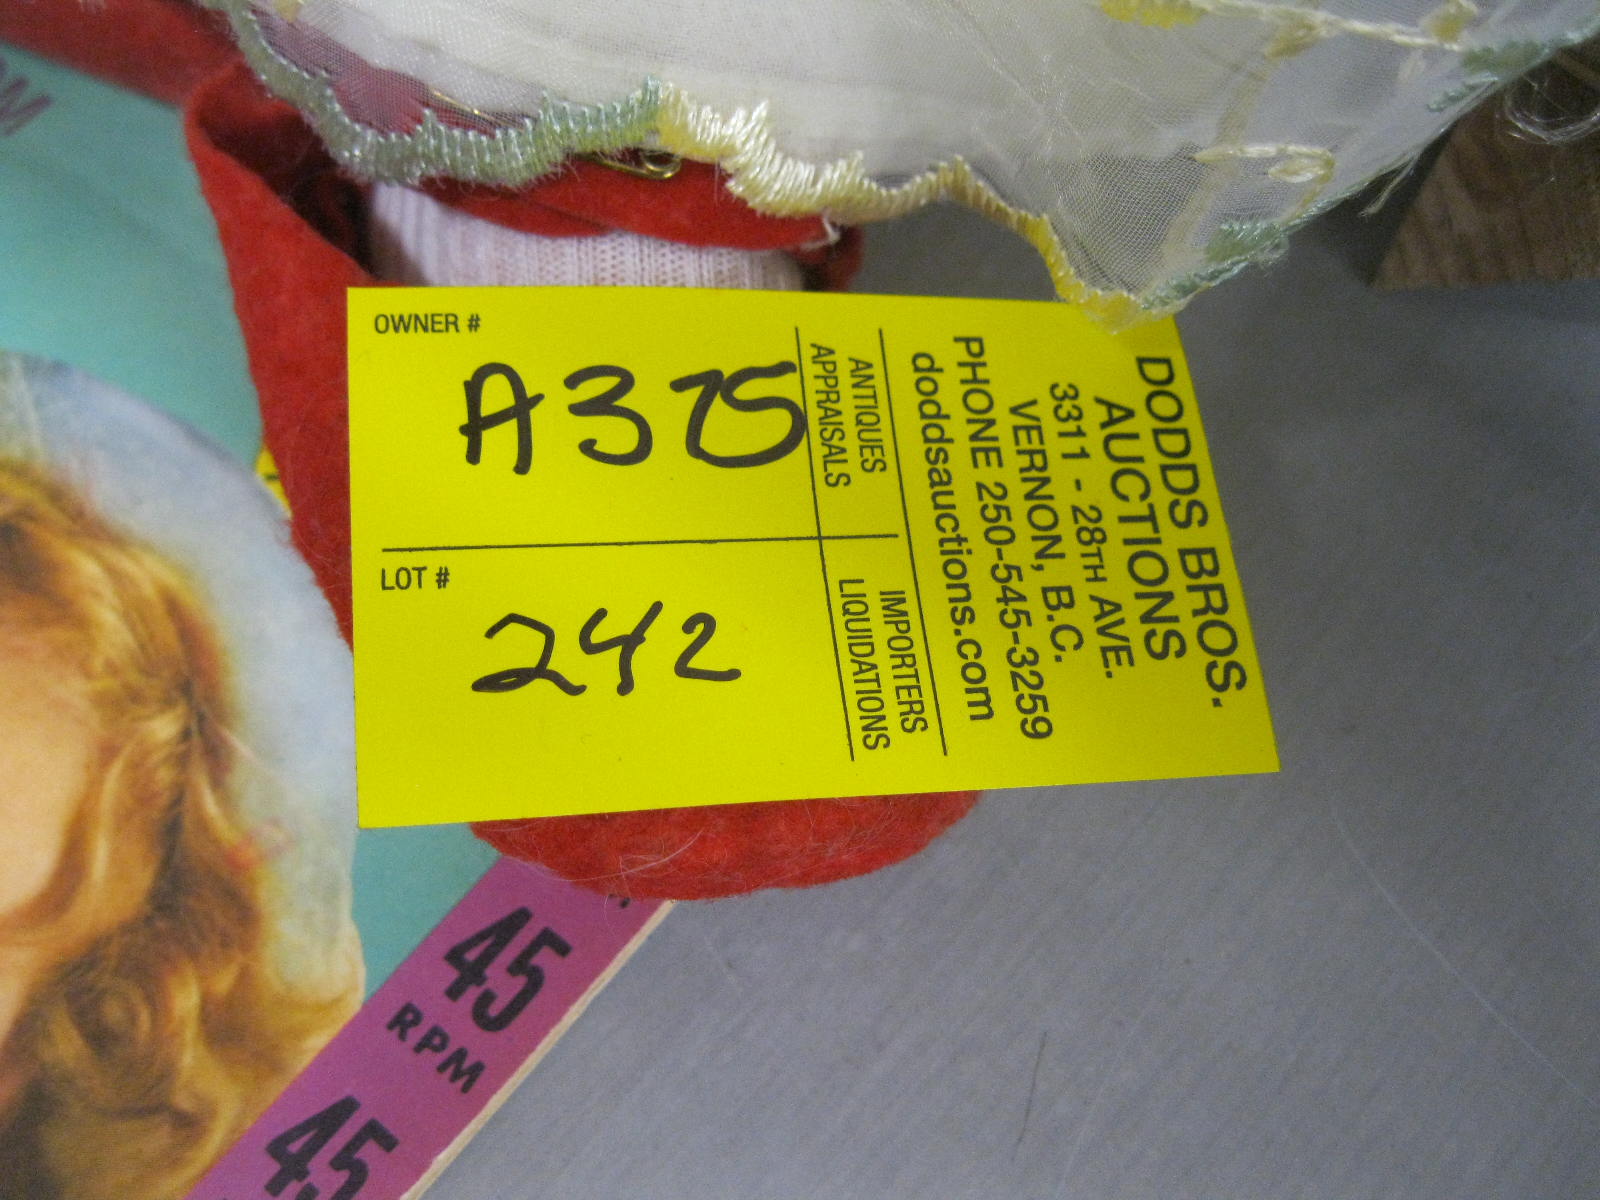 OWNER #
A375
LOT #
242
ANTIQUES
APPRAISALS
IMPORTERS
LIQUIDATIONS
DODDS BROS.
AUCTIONS
3311 - 28TH AVE.
VERNON, B.C.
PHONE 250-545-3259
doddsauctions.com
45
RPM
45